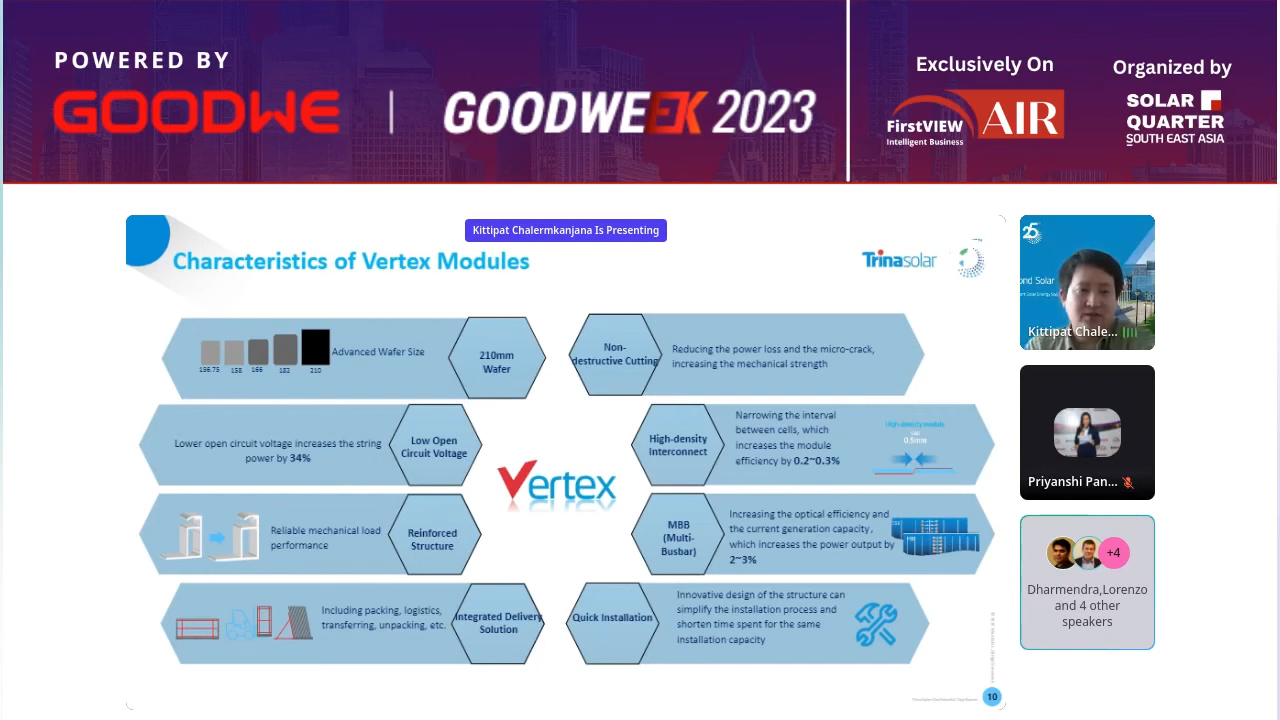 POWERED BY
GOODWE
GOODWEEK 2023
Exclusively On
FirstVIEW
Intelligent Business
AIR
Organized by
SOLAR
QUARTER
SOUTH EAST ASIA
Kittipat Chalermkanjana Is Presenting
Characteristics of Vertex Modules
Trinasolar
156.75 158 166 182 210
Advanced Wafer Size
210mm
Wafer
Non-
destructive Cutting
Reducing the power loss and the micro-crack,
increasing the mechanical strength
Lower open circuit voltage increases the string
power by 34%
Low Open
Circuit Voltage
Vertex
High-density
Interconnect
Narrowing the interval
between cells, which
increases the module
efficiency by 0.2~0.3%
High-density module
0.5mm
Reliable mechanical load
performance
Reinforced
Structure
MBB
(Multi-
Busbar)
Increasing the optical efficiency and
the current generation capacity,
which increases the power output by
2~3%
Including packing, logistics,
transferring, unpacking, etc.
Integrated Delivery
Solution
Quick Installation
Innovative design of the structure can
simplify the installation process and
shorten time spent for the same
installation capacity
10
25
ond Solar
Kittipat Chale...
Priyanshi Pan...
+4
Dharmendra,Lorenzo
and 4 other
speakers